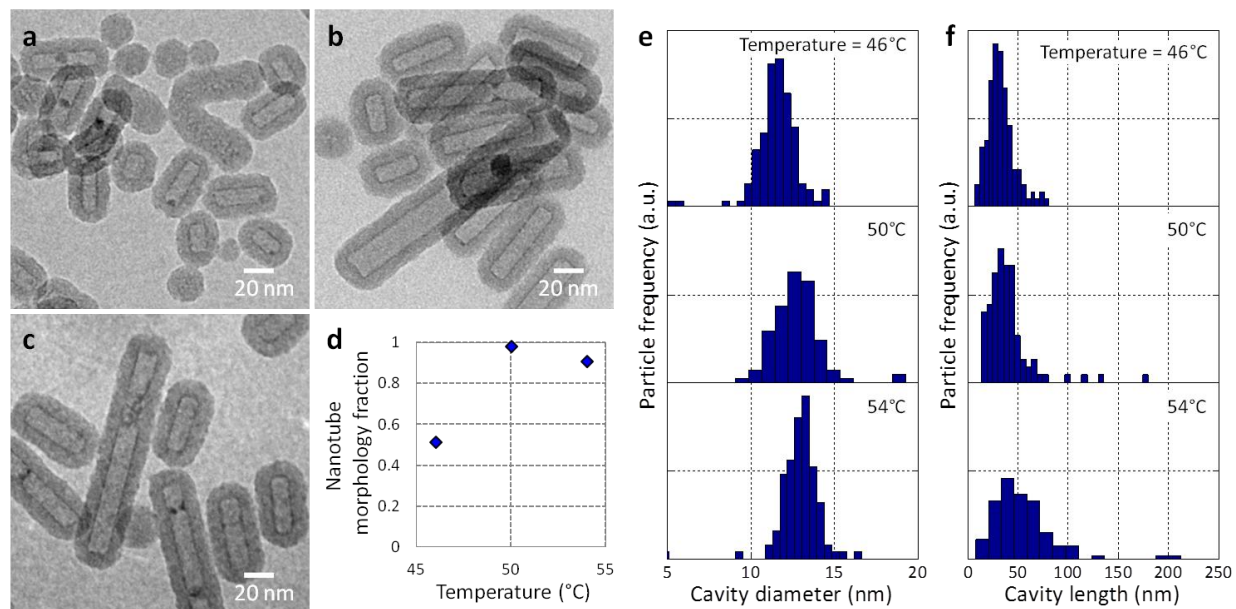 a
20 nm
b
20 nm
c
20 nm
d
Nanotube
morphology fraction
1
0.8
0.6
0.4
0.2
0
45
50
55
Temperature (°C)
e
Temperature = 46°C
50°C
54°C
Particle frequency (a.u.)
5
10
15
20
Cavity diameter (nm)
f
Temperature = 46°C
50°C
54°C
Particle frequency (a.u.)
0
50
100
150
200
250
Cavity length (nm)